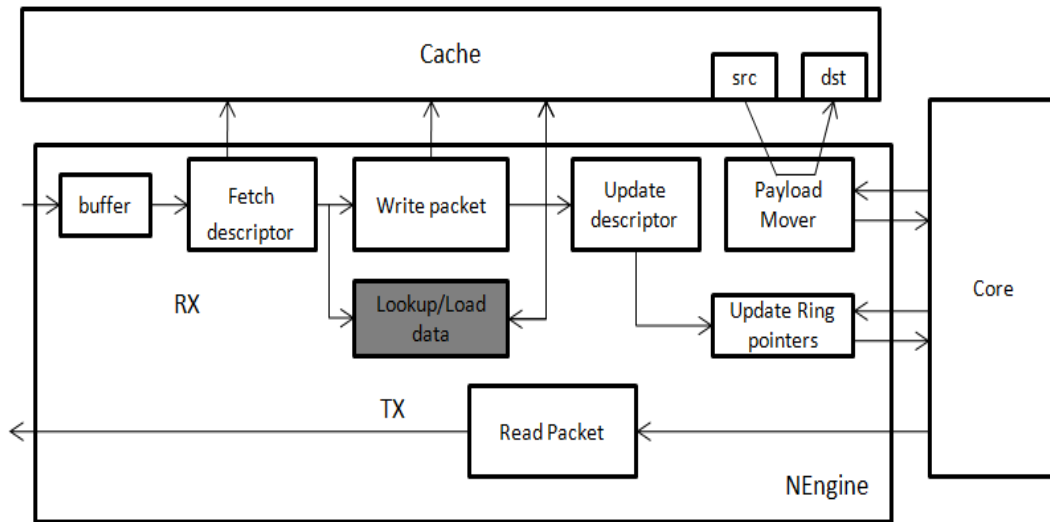 Cache
src
dst
buffer
Fetch
descriptor
Write packet
Update
descriptor
Payload
Mover
Core
RX
Lookup/Load
data
Update Ring
pointers
TX
Read Packet
NEngine